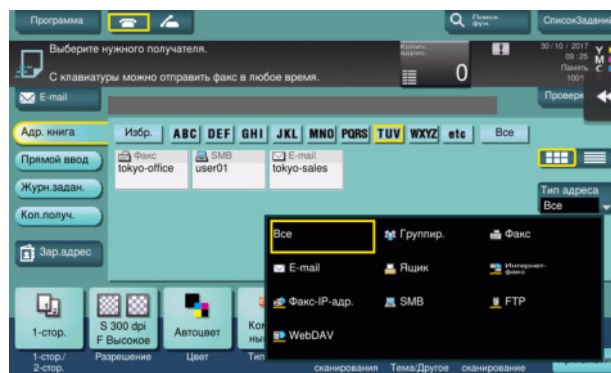 Программа
Поиск
фун.
СписокЗадани
Выберите нужного получателя.
С клавиатуры можно отправить факс в любое время.
Колич.
адресов
0
30/10/2017
09:25
Память
Y
M
C
E-mail
Проверк
Адр. книга
Избр.
ABC
DEF
GHI
JKL
MNO
PQRS
TUV
WXYZ
etc
Все
Прямой ввод
Факс
tokyo-office
SMB
user01
E-mail
tokyo-sales
Журн.задан.
Тип адреса
Все
Кол.получ.
Зар.адрес
Все
Группир.
Факс
E-mail
Ящик
Интернет-
факс
Факс-IP-адр.
SMB
FTP
WebDAV
1-стор.
S 300 dpi
F Высокое
Автоцвет
1-стор./
2-стор.
Разрешение
Цвет
Тип
сканирования
Тема/Другое
сканирование